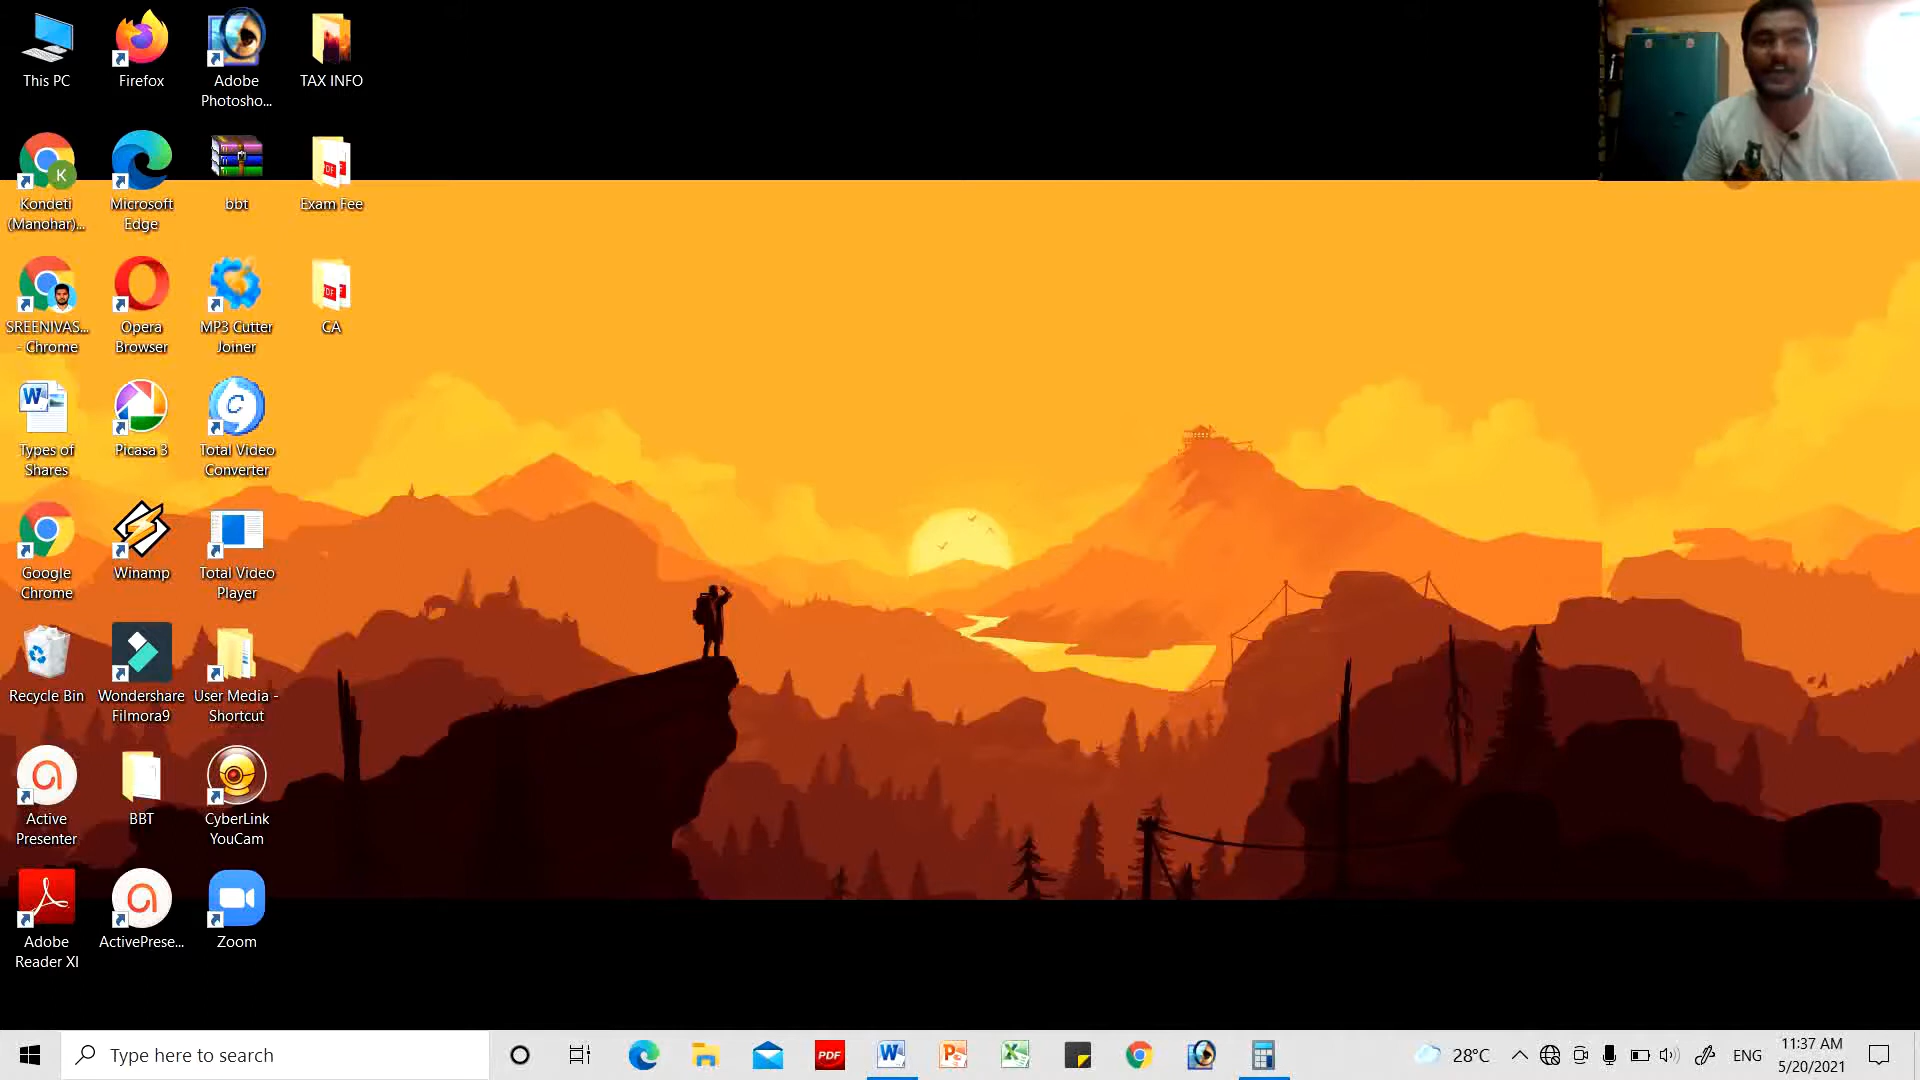 This PC
Firefox
Adobe
Photosho...
TAX INFO
K
Kondeti
(Manohar)...
Microsoft
Edge
bbt
PDF
Exam Fee
SREENIVAS...
- Chrome
Opera
Browser
MP3 Cutter
Joiner
PDF
CA
W
Types of
Shares
Picasa 3
C
Total Video
Converter
Google
Chrome
Winamp
Total Video
Player
Recycle Bin
Wondershare
Filmora9
User Media -
Shortcut
Active
Presenter
BBT
CyberLink
YouCam
Adobe
Reader XI
ActivePrese...
Zoom
Type here to search
PDF
W
P
X
28°C
ENG
11:37 AM
5/20/2021